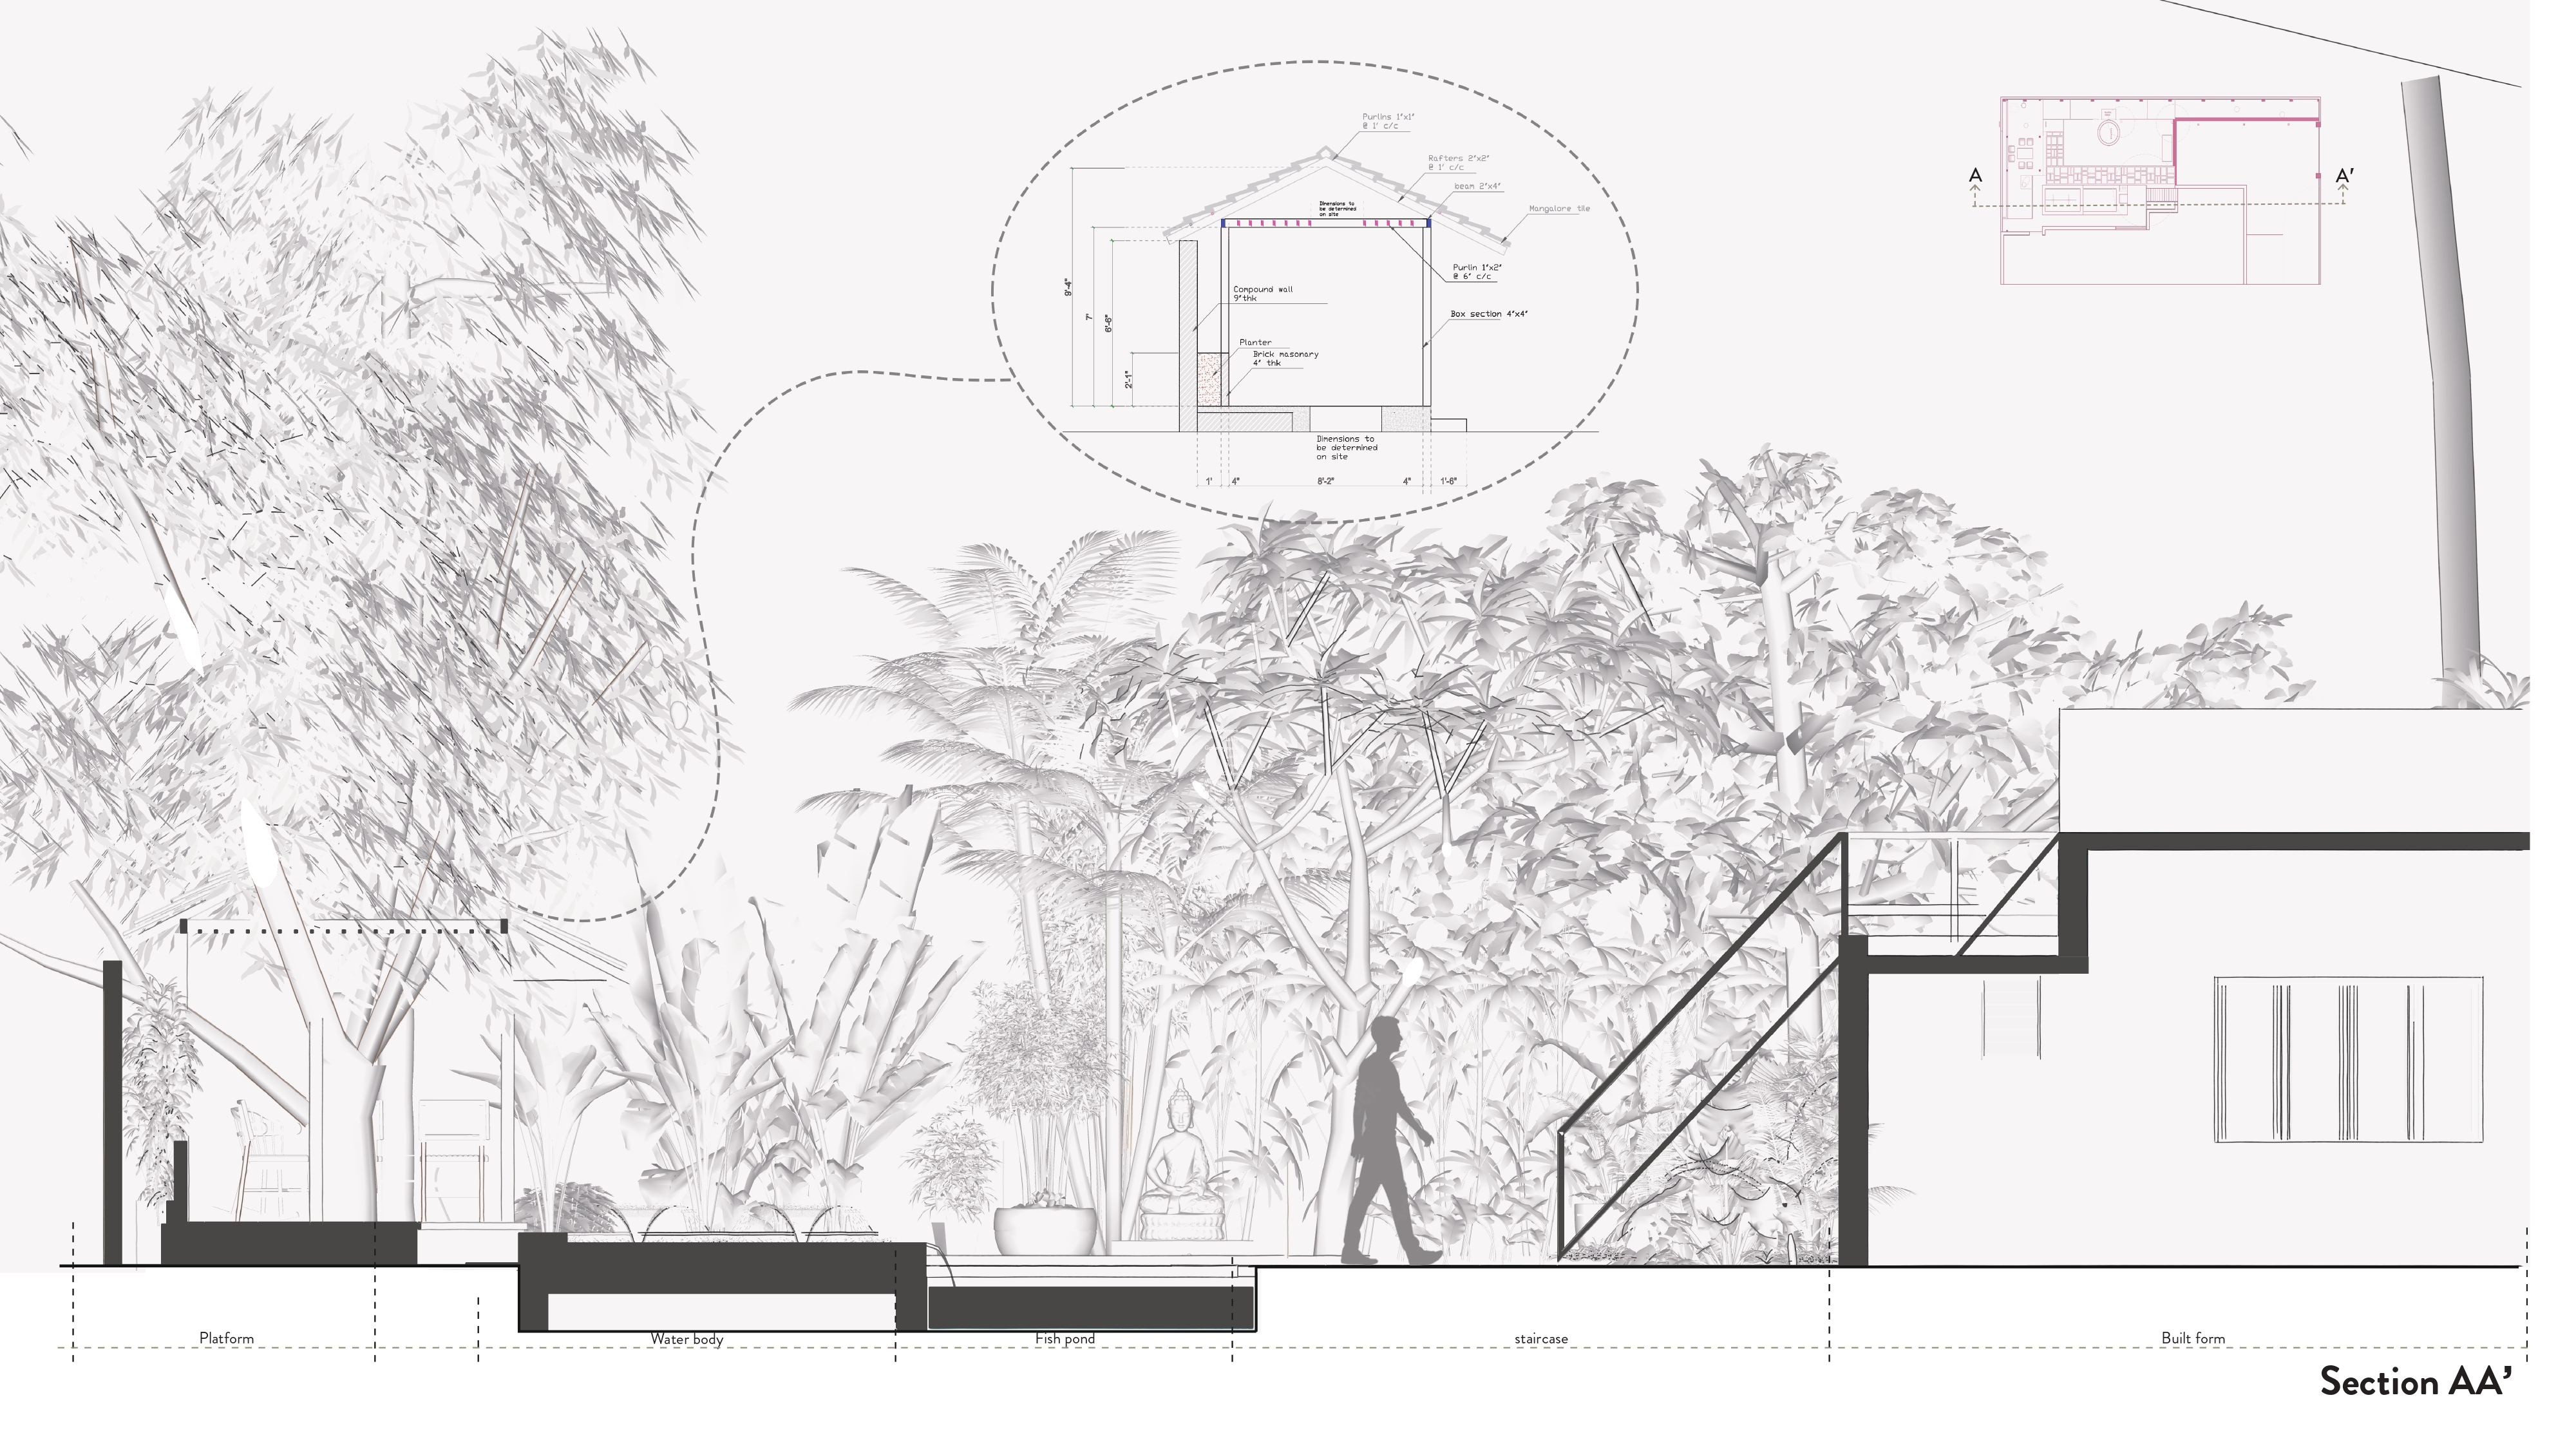 Purlins 1"x1"
@ 1' c/c
Rafters 2"x2"
@ 1' c/c
beam 2"x4"
Mangalore tile
Dimensions to
be determined
on site
Purlin 1"x2"
@ 6" c/c
Compound wall
9"thk
Box section 4"x4"
Planter
Brick masonary
4" thk
9'-4"
7'
6'-6"
2'-1"
Dimensions to
be determined
on site
1' 4" 8'-2" 4" 1'-6"
A A'
Platform Water body Fish pond staircase Built form
Section AA’